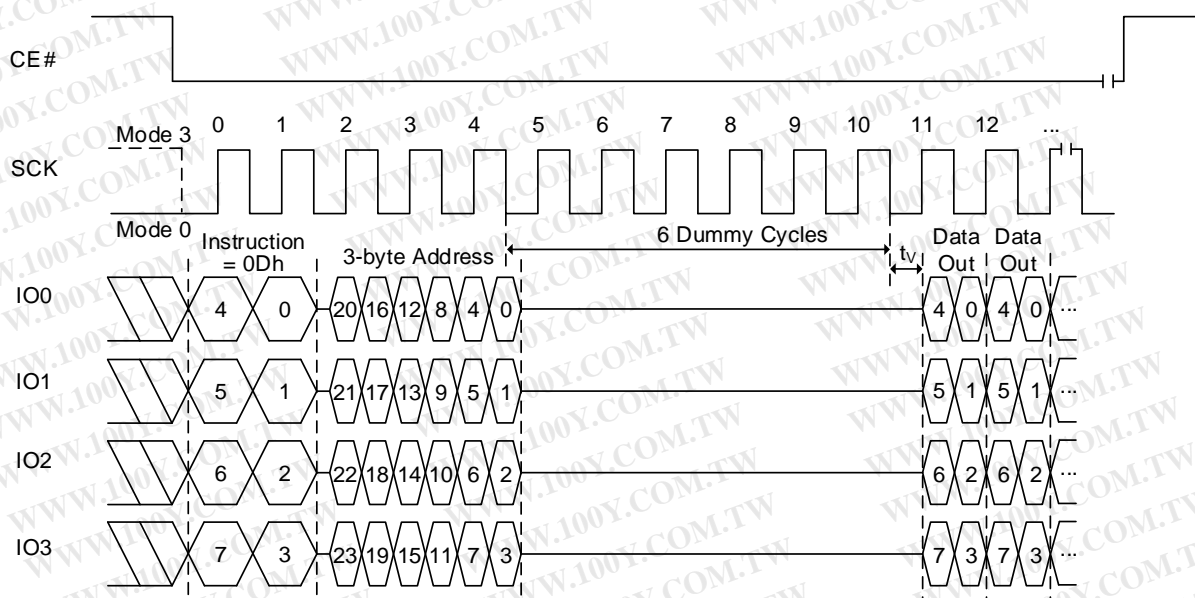 CE#
0 1 2 3 4 5 6 7 8 9 10 11 12 ...
Mode 3
SCK
Mode 0
Instruction
= 0Dh
3-byte Address
6 Dummy Cycles
tV
Data
Out
Data
Out
IO0 4 0 20 16 12 8 4 0 4 0 4 0 ...
IO1 5 1 21 17 13 9 5 1 5 1 5 1 ...
IO2 6 2 22 18 14 10 6 2 6 2 6 2 ...
IO3 7 3 23 19 15 11 7 3 7 3 7 3 ...
WWW.100Y.COM.TW